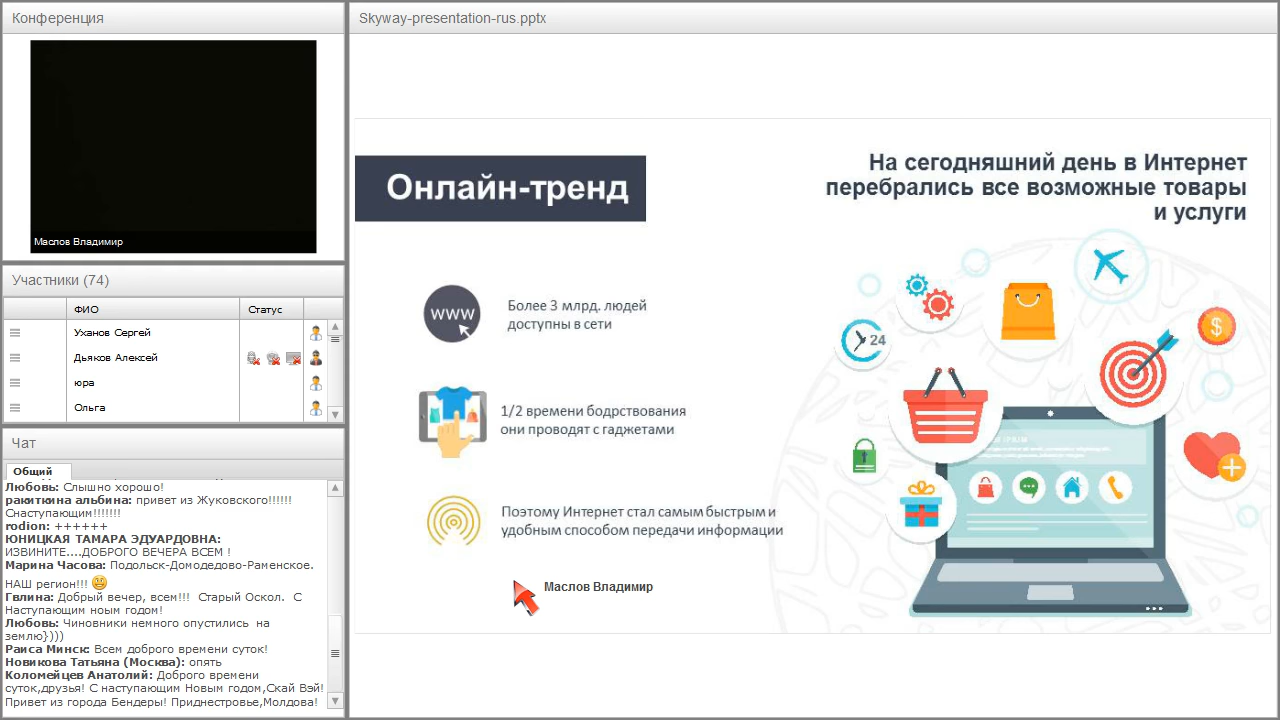 Конференция
Маслов Владимир
Участники (74)
ФИО
Статус
Уханов Сергей
Дьяков Алексей
юра
Ольга
Чат
Общий
Любовь: Слышно хорошо!
ракиткина альбина: привет из Жуковского!!!!!!
Снаступающим!!!!!!!
rodion: ++++++
ЮНИЦКАЯ ТАМАРА ЭДУАРДОВНА:
ИЗВИНИТЕ....ДОБРОГО ВЕЧЕРА ВСЕМ !
Марина Часова: Подольск-Домодедово-Раменское.
НАШ регион!!!
Гвлина: Добрый вечер, всем!!! Старый Оскол. С
Наступающим ноым годом!
Любовь: Чиновники немного опустились на
землю}))))
Раиса Минск: Всем доброго времени суток!
Новикова Татьяна (Москва): опять
Коломейцев Анатолий: Доброго времени
суток,друзья! С наступающим Новым годом,Скай Вэй!
Привет из города Бендеры! Приднестровье,Молдова!
Skyway-presentation-rus.pptx
Онлайн-тренд
На сегодняшний день в Интернет
перебрались все возможные товары
и услуги
www
Более 3 млрд. людей
доступны в сети
1/2 времени бодрствования
они проводят с гаджетами
Поэтому Интернет стал самым быстрым и
удобным способом передачи информации
Маслов Владимир
24
$